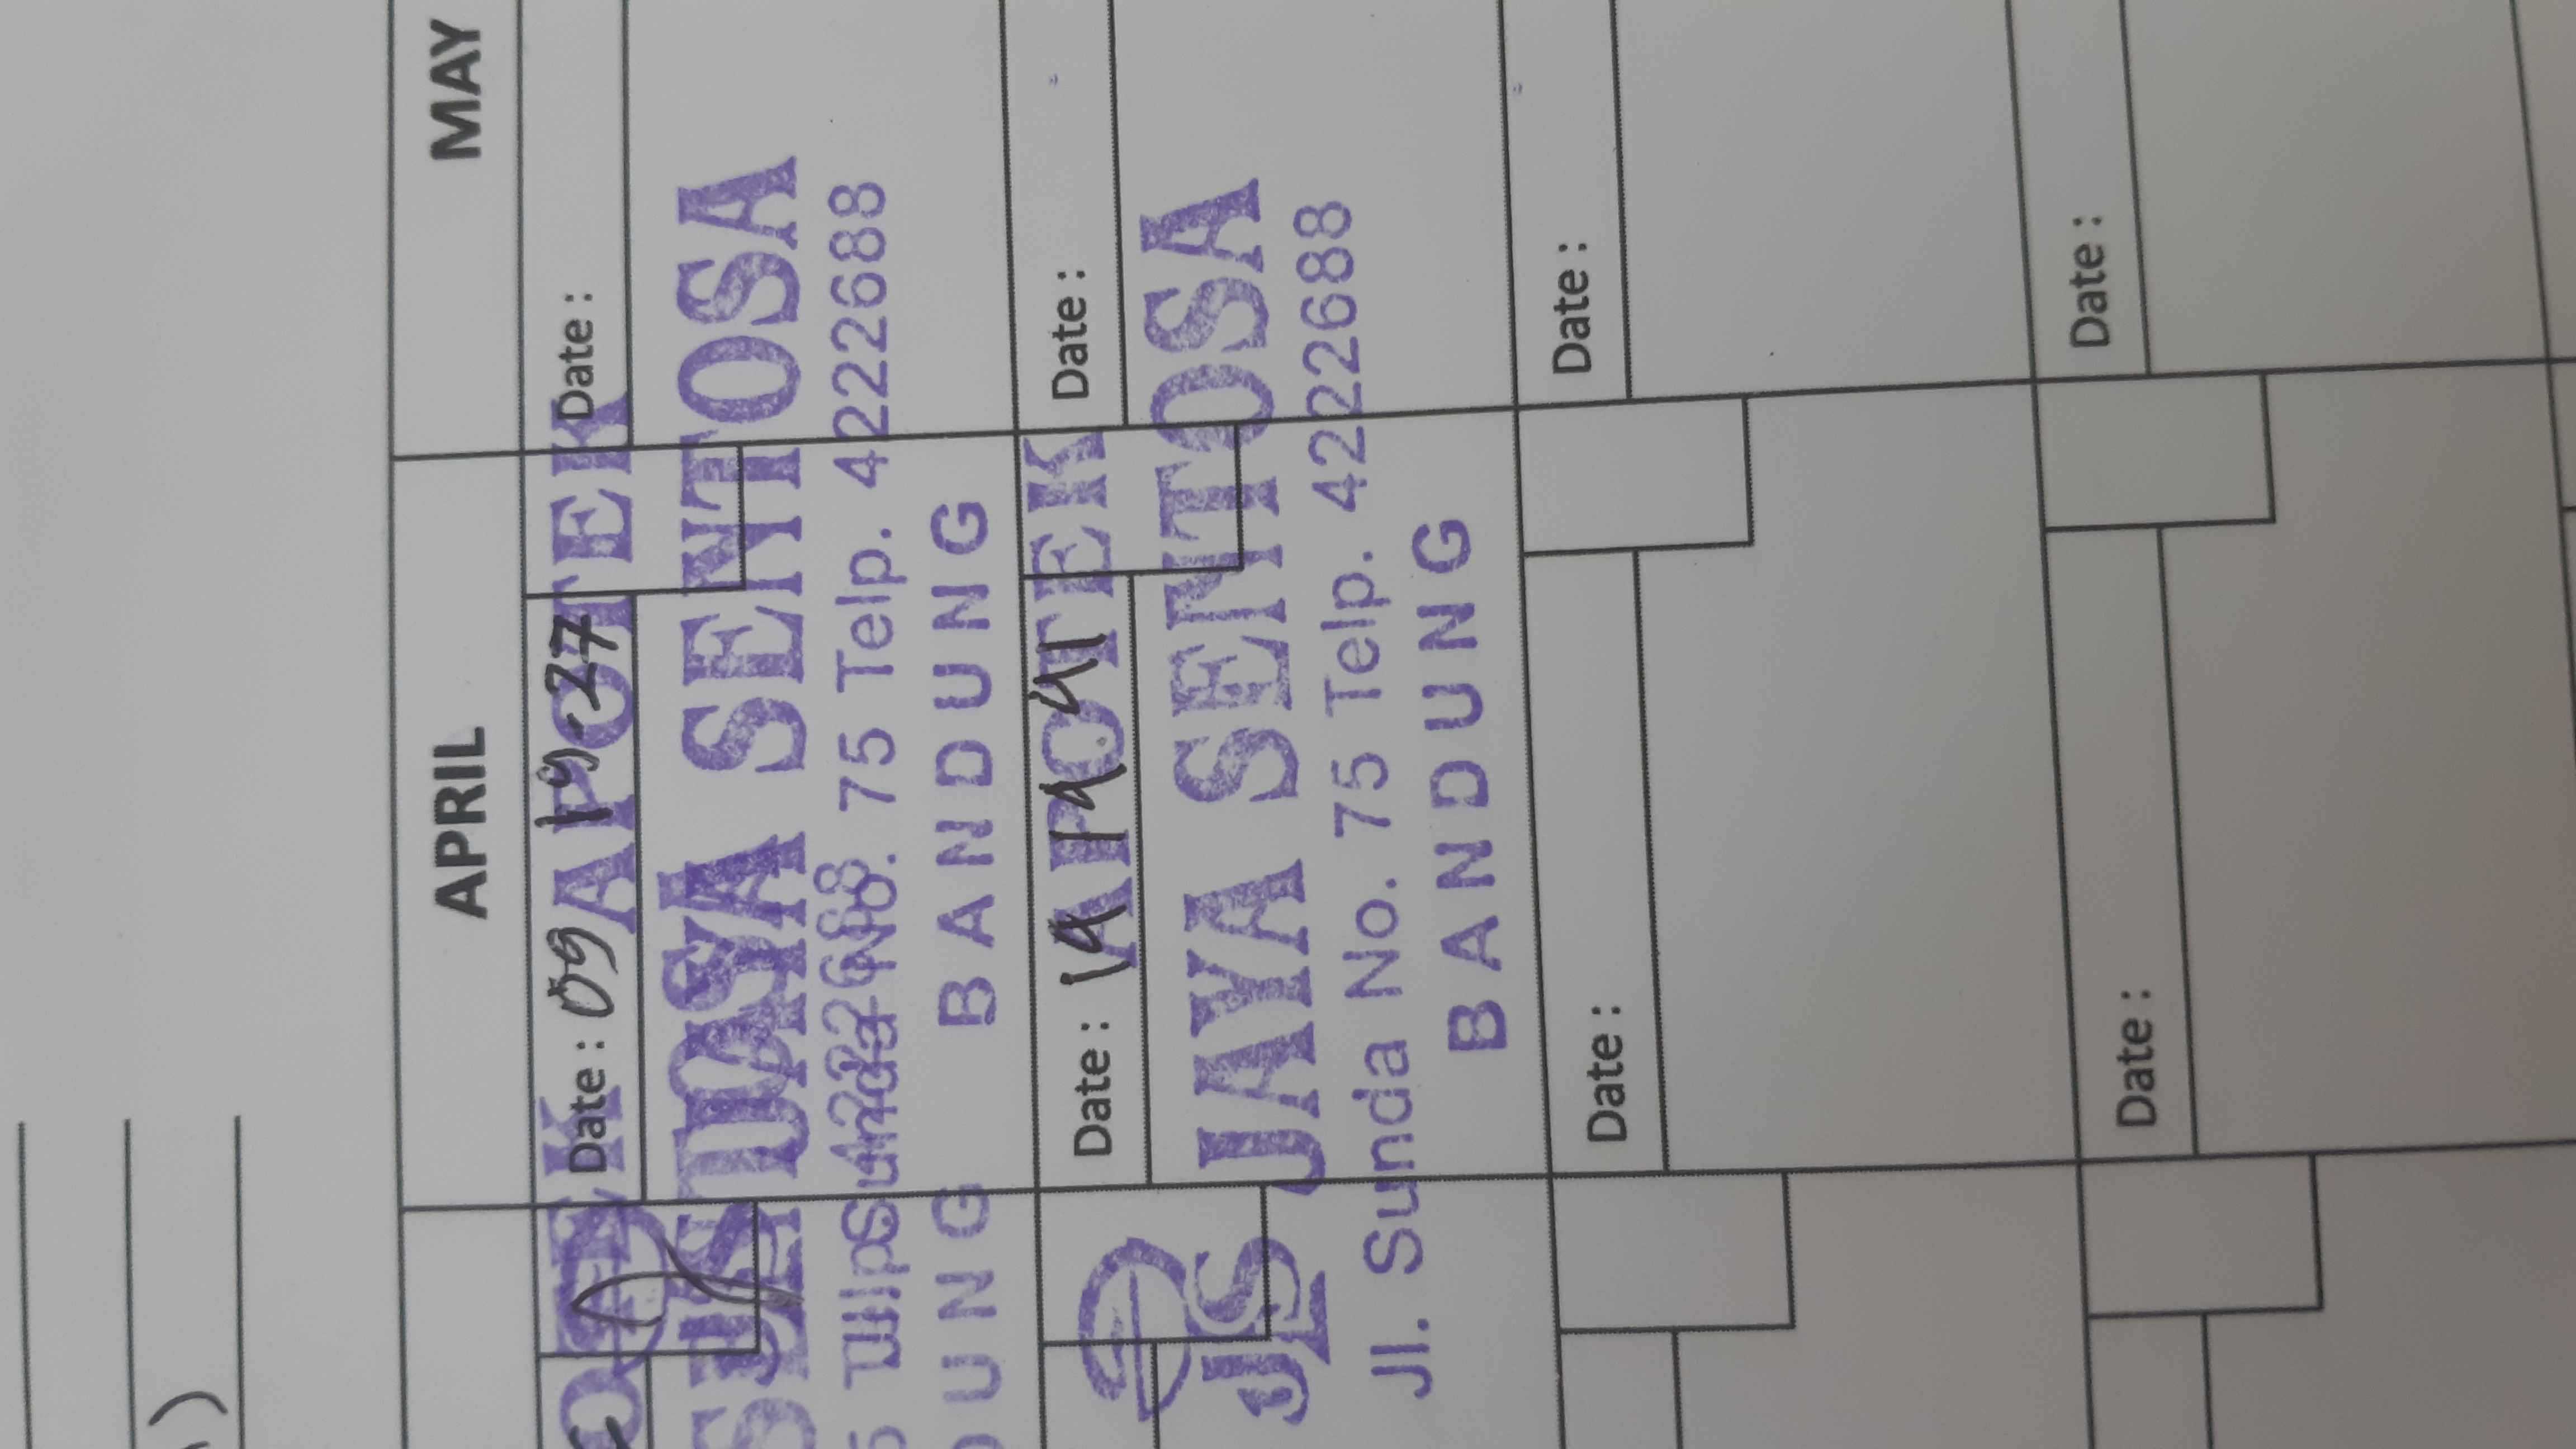 APRIL MAY
Date : 09 19.27 Date :
APOTEK
JAYA SENTOSA
Sunda No. 75 Telp. 4222688
BANDUNG
Date : Date :
APOTEK
JS JAYA SENTOSA
Jl. Sunda No. 75 Telp. 4222688
BANDUNG
Date : Date :
Date : Date :